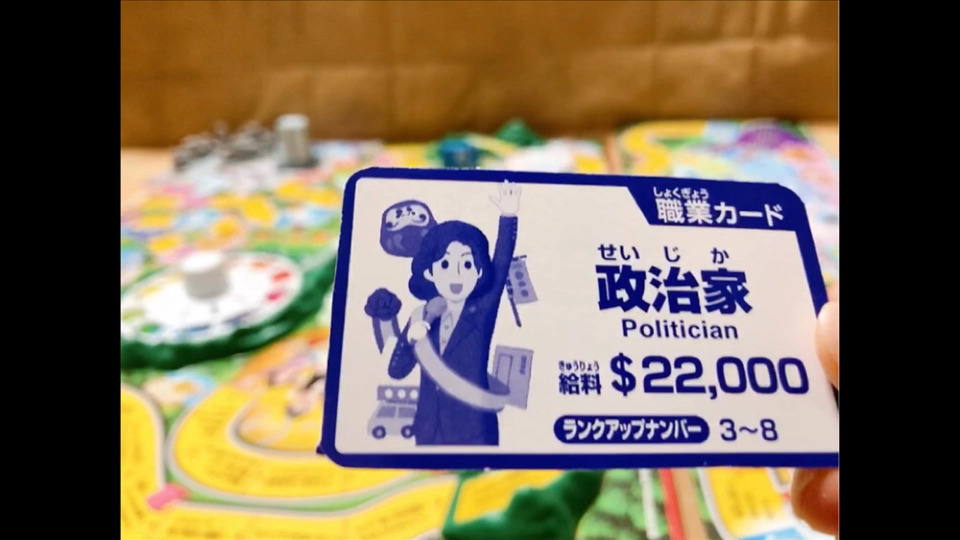 しょくぎょう
職業カード
せいじか
政治家
Politician
きゅうりょう
給料 $22,000
ランクアップナンバー 3～8